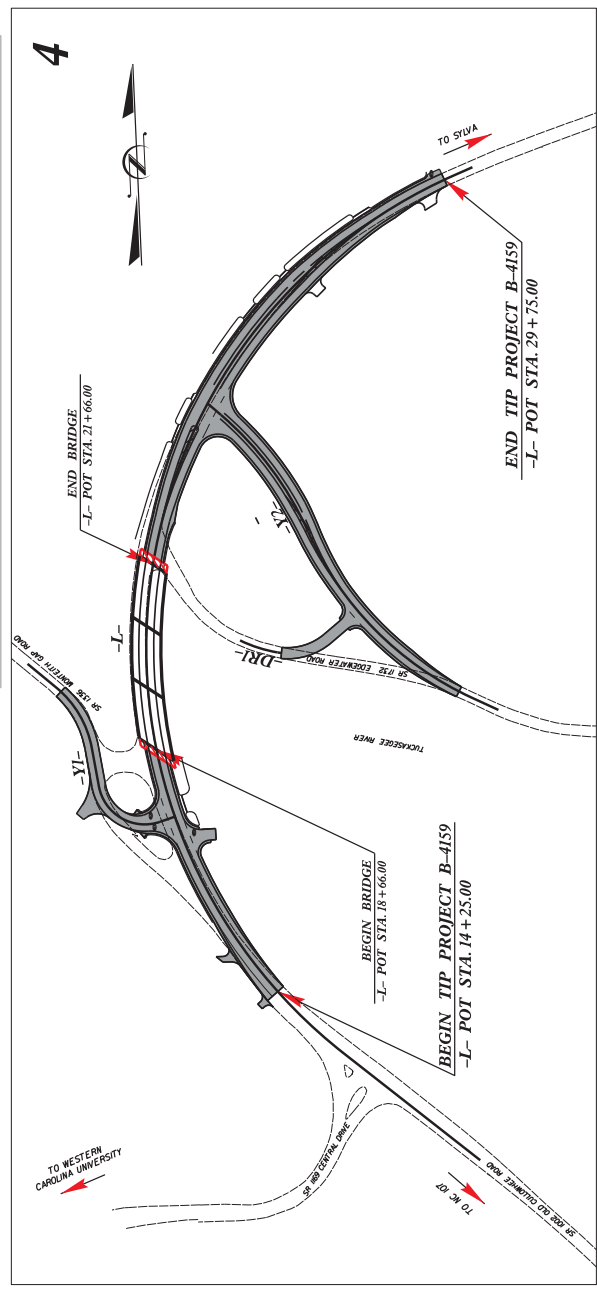 4
N
TO SYLVA
END TIP PROJECT B–4159
–L– POT STA. 29+75.00
END BRIDGE
–L– POT STA. 21+66.00
–Y2–
–L–
–DR1–
SR 1732 EDGEWATER ROAD
SR 1336 MONTEITH GAP ROAD
–Y1–
TUCKASEGEE RIVER
BEGIN BRIDGE
–L– POT STA. 18+66.00
BEGIN TIP PROJECT B–4159
–L– POT STA. 14+25.00
TO WESTERN
CAROLINA UNIVERSITY
SR 1169 CENTRAL DRIVE
TO NC 107
SR 1002 OLD CULLOWHEE ROAD